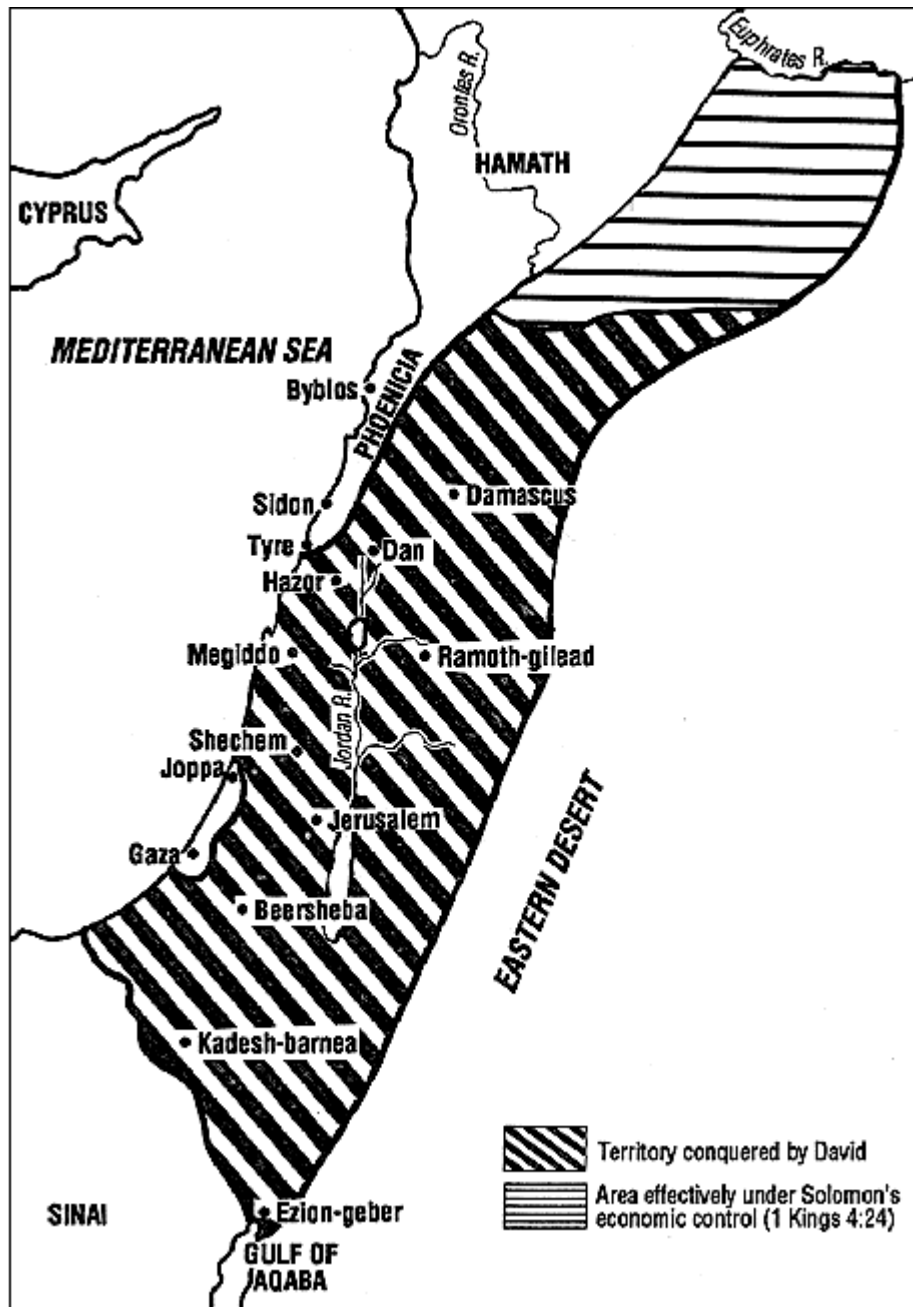 Euphrates R.
Orontes R.
HAMATH
CYPRUS
MEDITERRANEAN SEA
Byblos
PHOENICIA
Sidon
Damascus
Tyre
Dan
Hazor
Megiddo
Ramoth-gilead
Jordan R.
Shechem
Joppa
Jerusalem
Gaza
Beersheba
EASTERN DESERT
Kadesh-barnea
Territory conquered by David
Area effectively under Solomon's
economic control (1 Kings 4:24)
SINAI
Ezion-geber
GULF OF
AQABA